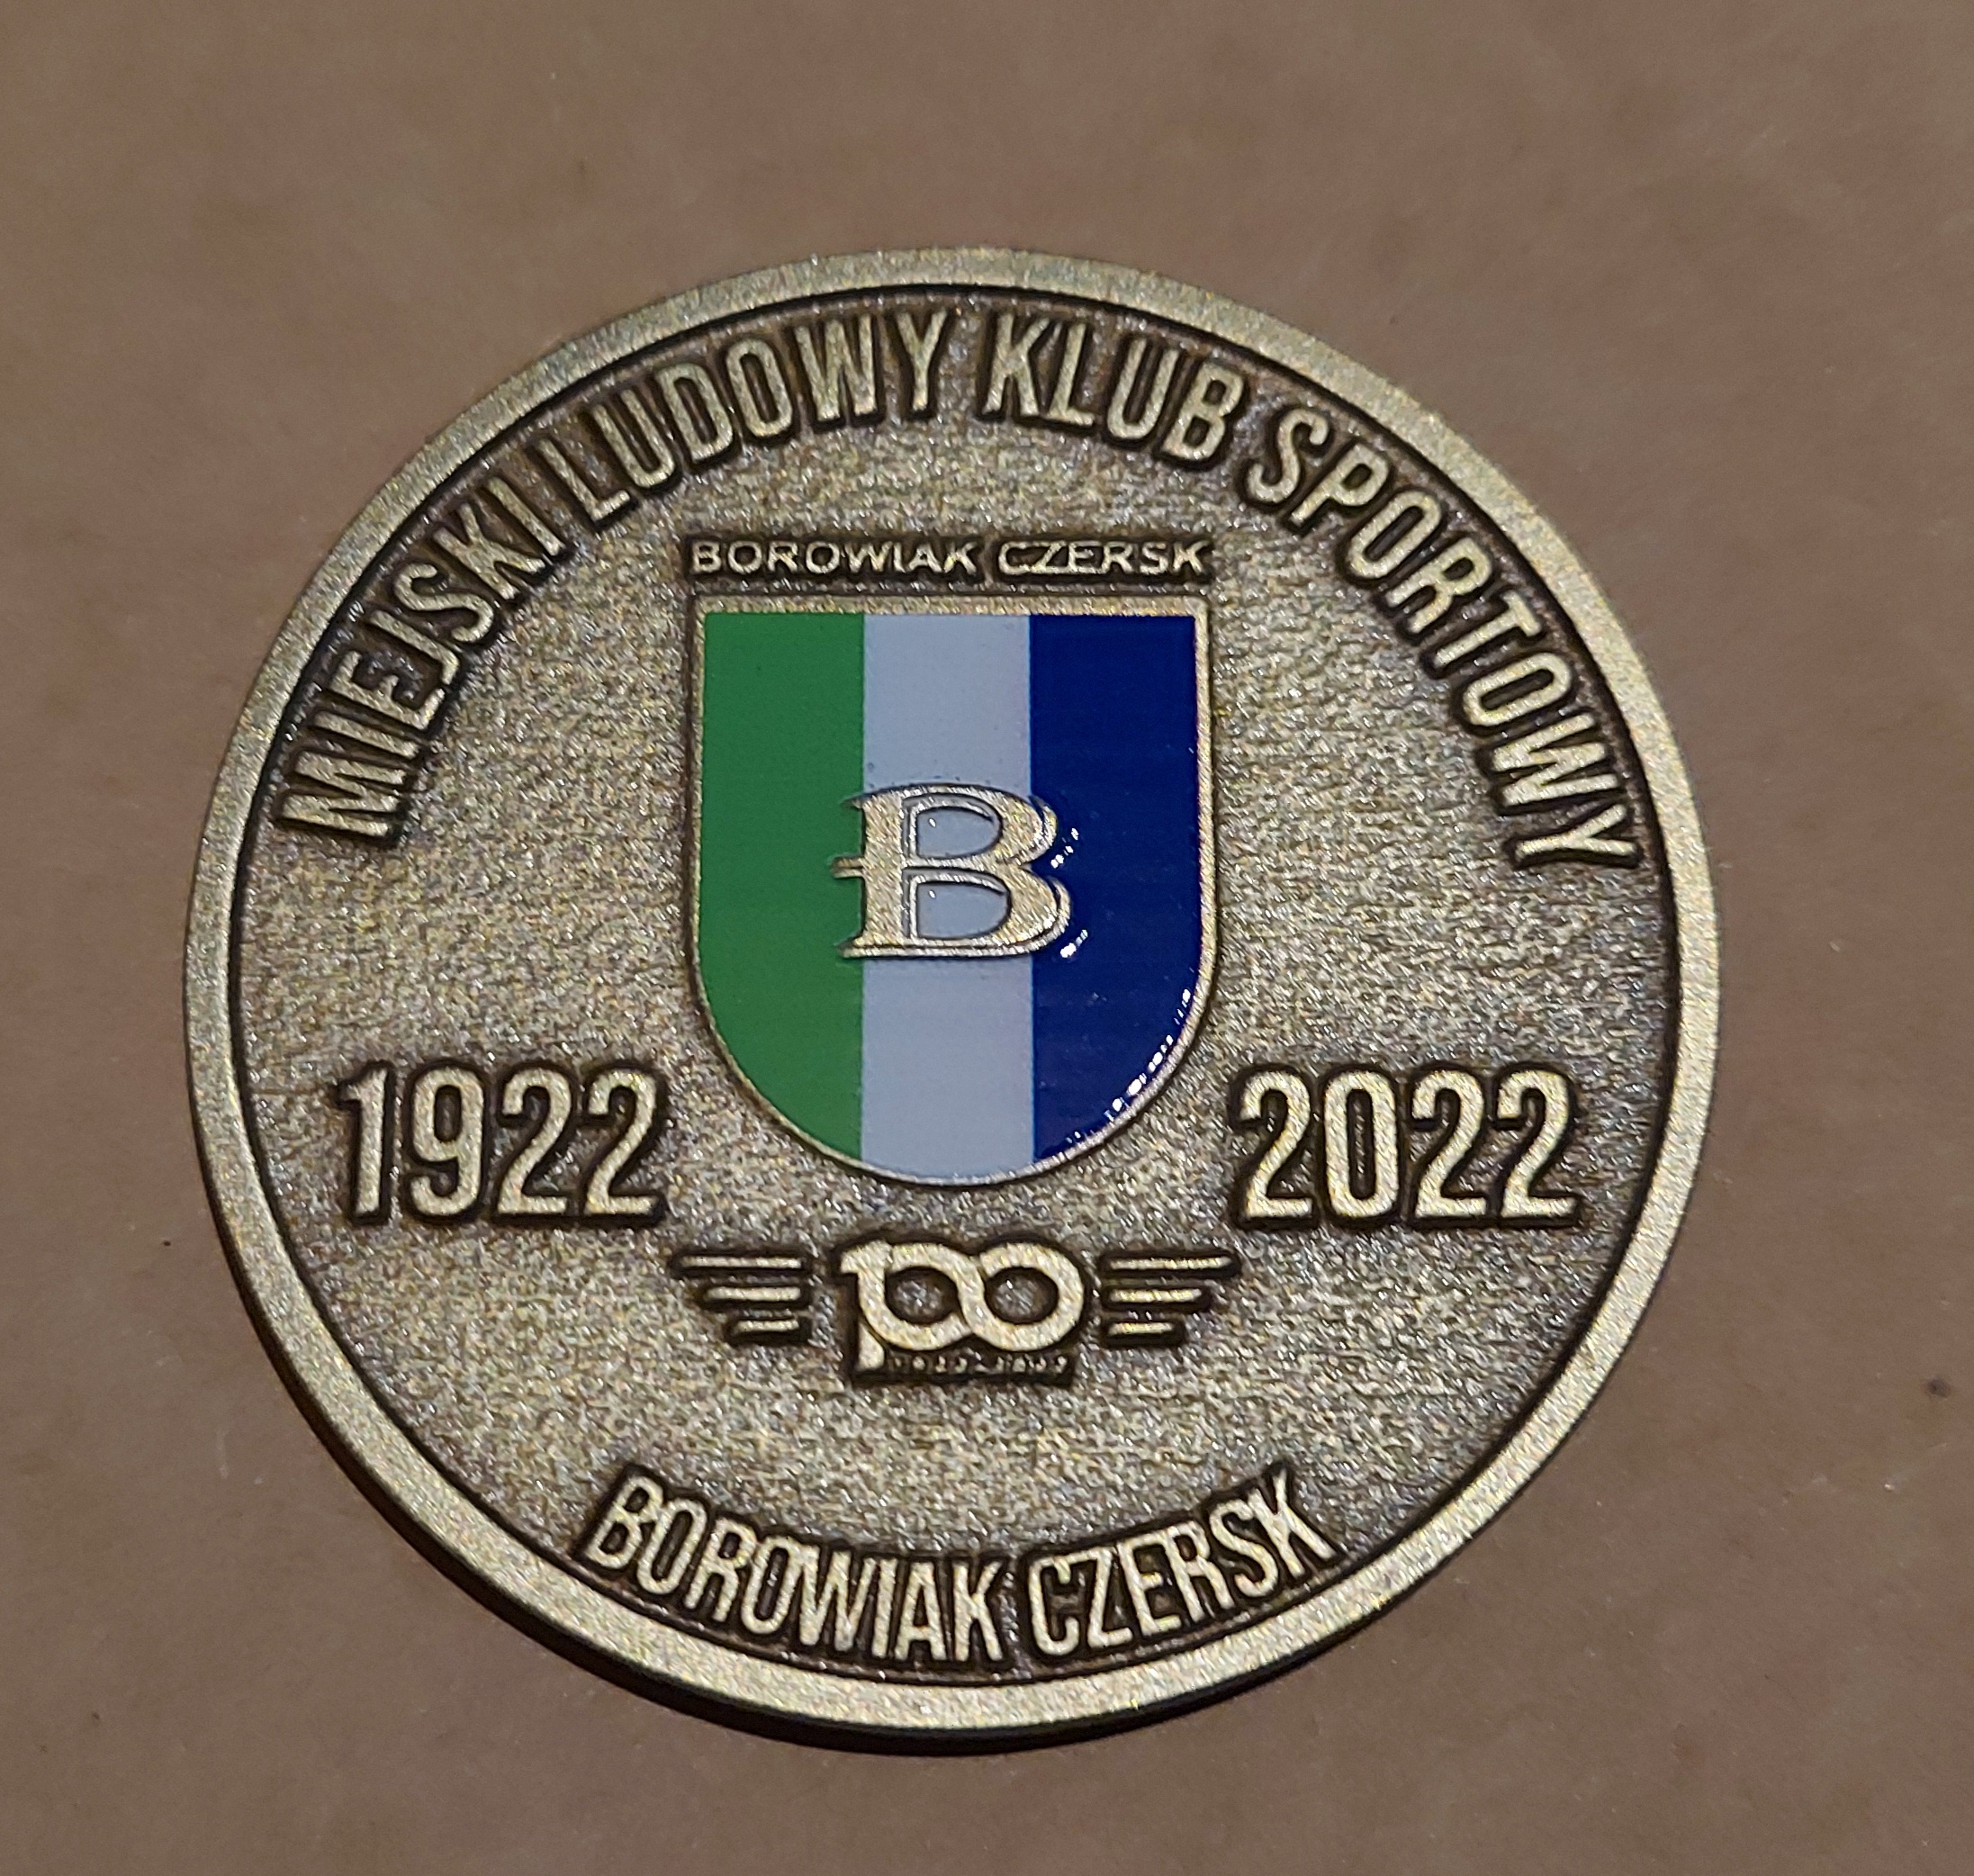 MIEJSKI LUDOWY KLUB SPORTOWY
BOROWIAK CZERSK
B
1922 2022
100
BOROWIAK CZERSK